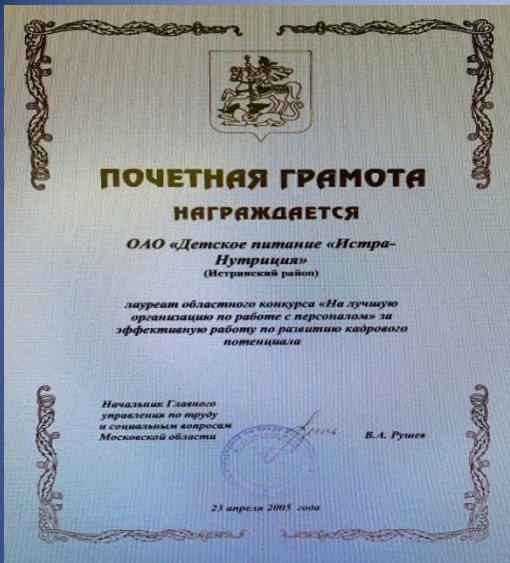 ПОЧЕТНАЯ ГРАМОТА
НАГРАЖДАЕТСЯ
ОАО «Детское питание «Истра-
Нутриция»
(Истринский район)
лауреат областного конкурса «На лучшую
организацию по работе с персоналом» за
эффективную работу по развитию кадрового
потенциала
Начальник Главного
управления по труду
и социальным вопросам
Московской области
В.А. Рушев
23 апреля 2005 года